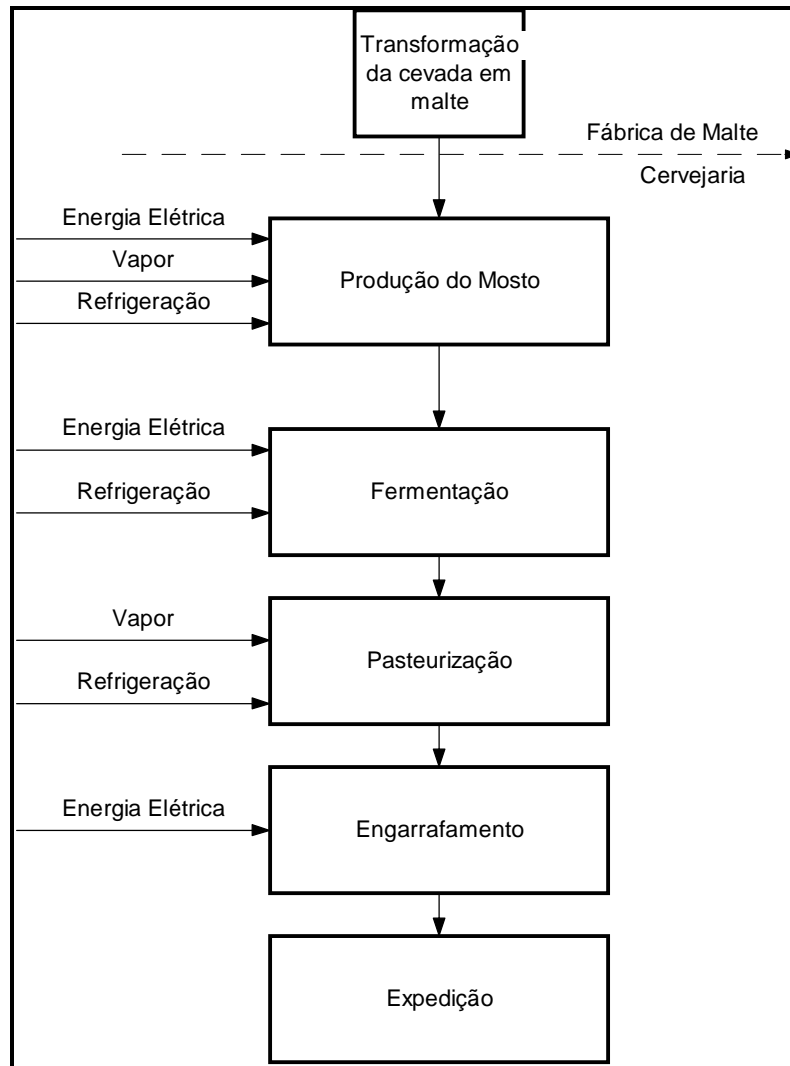 Transformação
da cevada em
malte
Fábrica de Malte
Cervejaria
Energia Elétrica
Vapor
Refrigeração
Produção do Mosto
Energia Elétrica
Refrigeração
Fermentação
Vapor
Refrigeração
Pasteurização
Energia Elétrica
Engarrafamento
Expedição